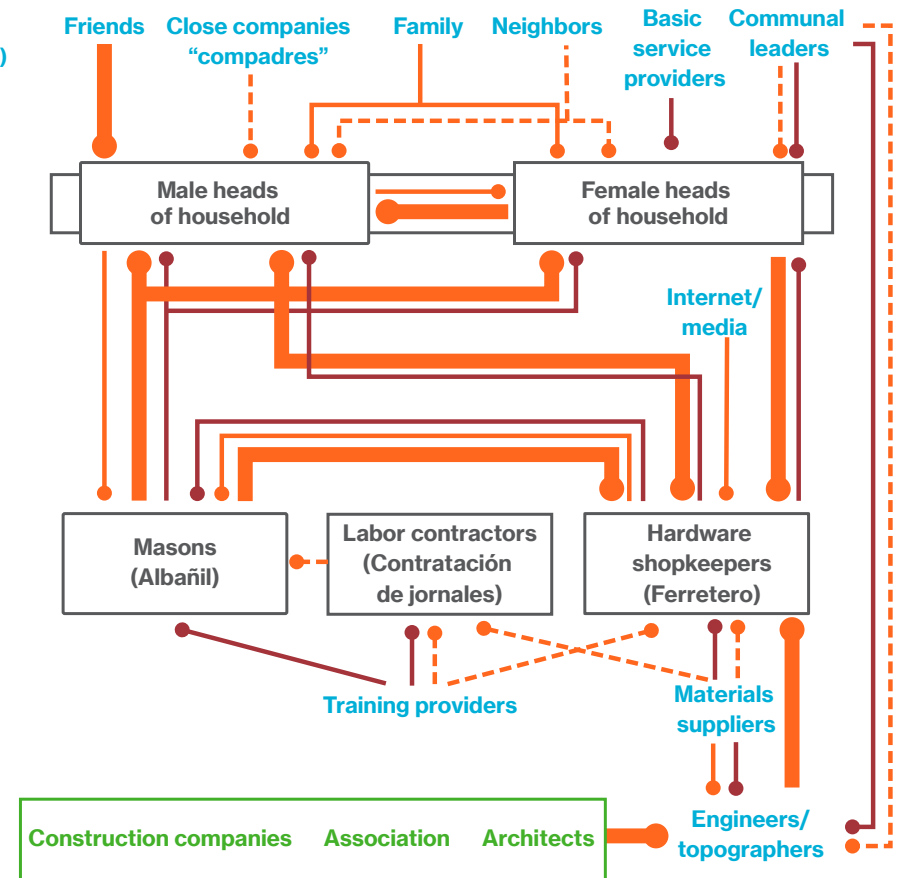 )
Friends
Close companies
“compadres”
Family
Neighbors
Basic
service
providers
Communal
leaders
Male heads
of household
Female heads
of household
Internet/
media
Masons
(Albañil)
Labor contractors
(Contratación
de jornales)
Hardware
shopkeepers
(Ferretero)
Training providers
Materials
suppliers
Construction companies
Association
Architects
Engineers/
topographers